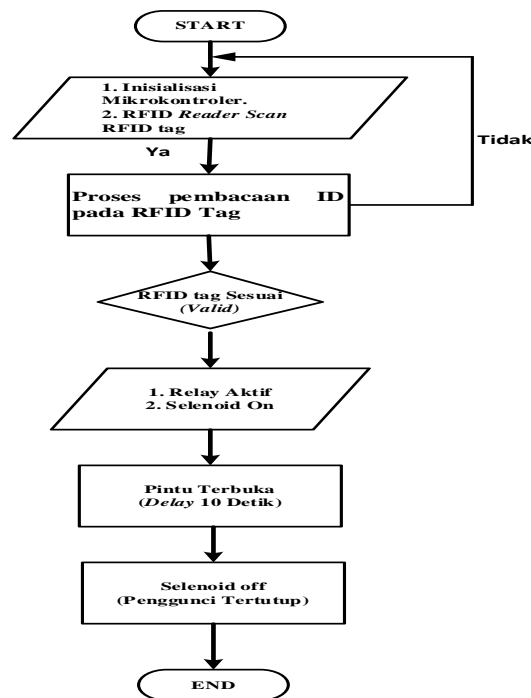 START
1. Inisialisasi
Mikrokontroler.
2. RFID Reader Scan
RFID tag
Tidak
Ya
Proses pembacaan ID
pada RFID Tag
RFID tag Sesuai
(Valid)
1. Relay Aktif
2. Selenoid On
Pintu Terbuka
(Delay 10 Detik)
Selenoid off
(Penggunci Tertutup)
END